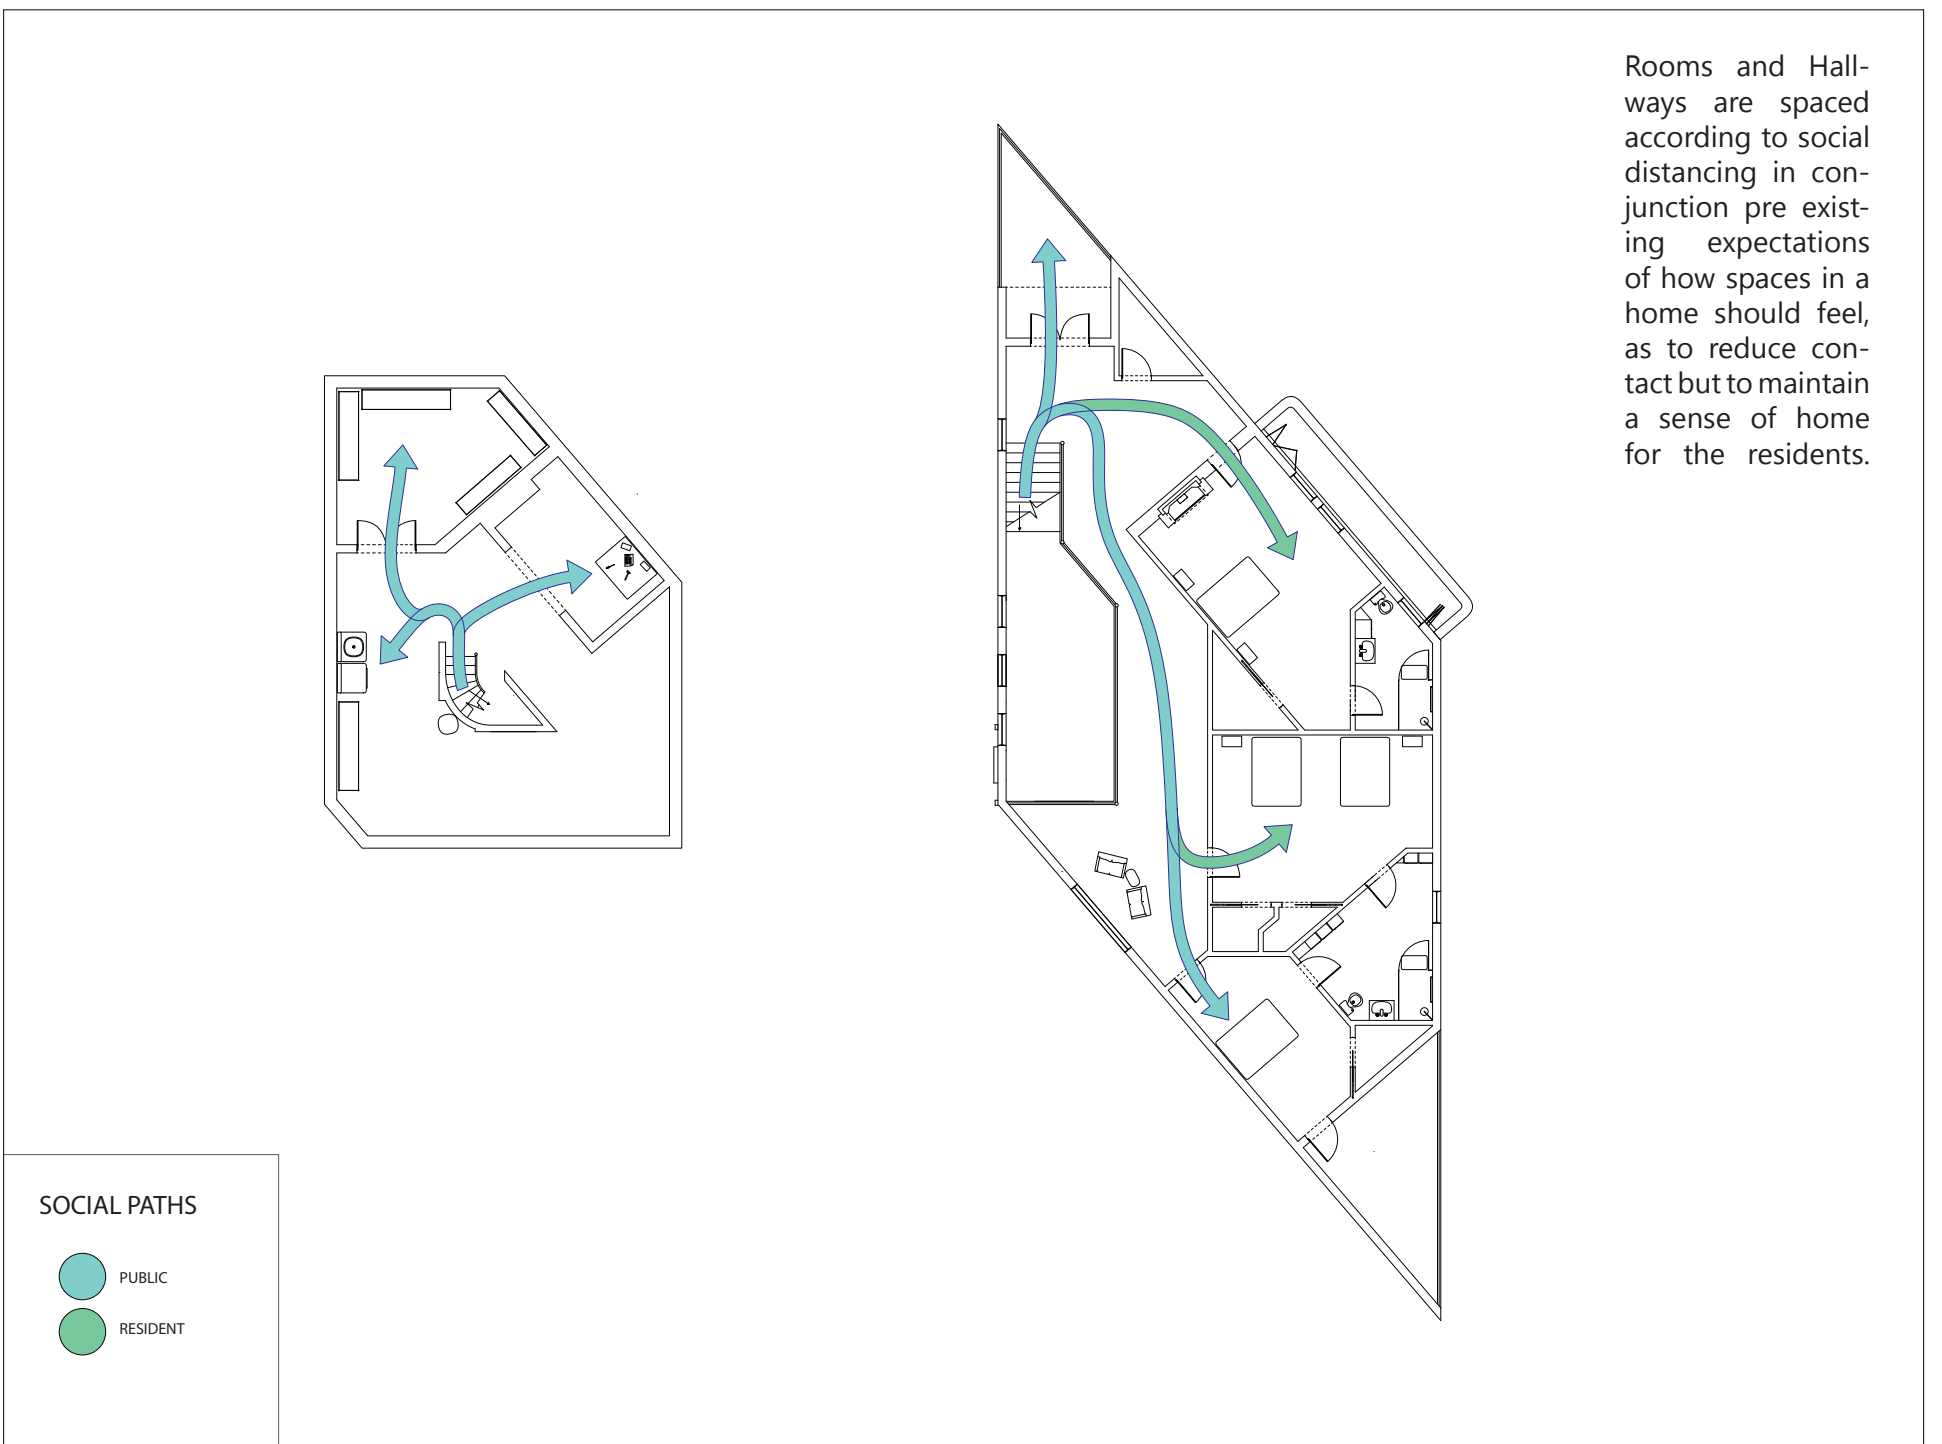 Rooms and Hall-
ways are spaced
according to social
distancing in con-
junction pre exist-
ing expectations
of how spaces in a
home should feel,
as to reduce con-
tact but to maintain
a sense of home
for the residents.
SOCIAL PATHS
PUBLIC
RESIDENT